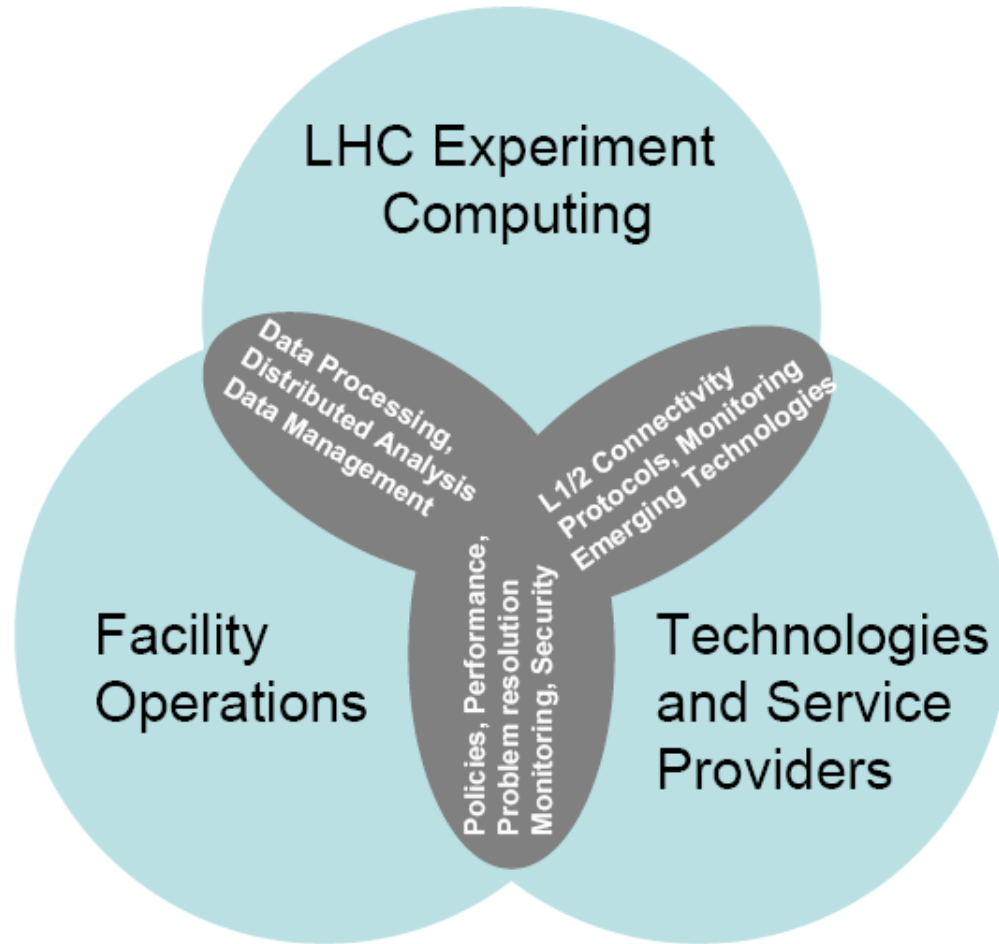 LHC Experiment
Computing
Data Processing,
Distributed Analysis
Data Management
L1/2 Connectivity
Protocols, Monitoring
Emerging Technologies
Facility
Operations
Policies, Performance,
Problem resolution
Monitoring, Security
Technologies
and Service
Providers